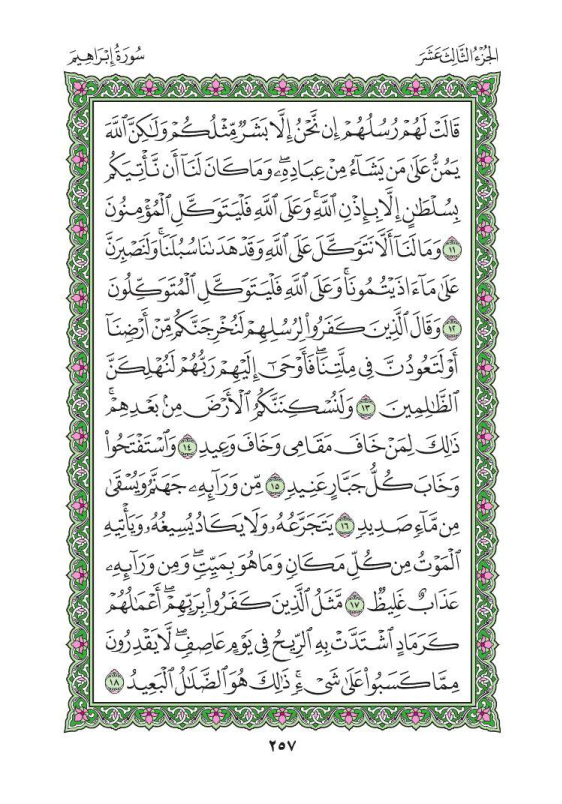 الجُزْءُ الثَّالِثَ عَشَرَ
سُورَةُ إِبْرَاهِيمَ
قَالَتْ لَهُمْ رُسُلُهُمْ إِن نَّحْنُ إِلَّا بَشَرٌ مِّثْلُكُمْ وَلَٰكِنَّ ٱللَّهَ
يَمُنُّ عَلَىٰ مَن يَشَآءُ مِنْ عِبَادِهِۦۖ وَمَا كَانَ لَنَآ أَن نَّأْتِيَكُم
بِسُلْطَٰنٍ إِلَّا بِإِذْنِ ٱللَّهِۚ وَعَلَى ٱللَّهِ فَلْيَتَوَكَّلِ ٱلْمُؤْمِنُونَ
١١ وَمَا لَنَآ أَلَّا نَتَوَكَّلَ عَلَى ٱللَّهِ وَقَدْ هَدَىٰنَا سُبُلَنَاۚ وَلَنَصْبِرَنَّ
عَلَىٰ مَآ ءَاذَيْتُمُونَاۚ وَعَلَى ٱللَّهِ فَلْيَتَوَكَّلِ ٱلْمُتَوَكِّلُونَ
١٢ وَقَالَ ٱلَّذِينَ كَفَرُوا۟ لِرُسُلِهِمْ لَنُخْرِجَنَّكُم مِّنْ أَرْضِنَآ
أَوْ لَتَعُودُنَّ فِى مِلَّتِنَاۖ فَأَوْحَىٰٓ إِلَيْهِمْ رَبُّهُمْ لَنُهْلِكَنَّ
ٱلظَّٰلِمِينَ ١٣ وَلَنُسْكِنَنَّكُمُ ٱلْأَرْضَ مِنۢ بَعْدِهِمْۚ
ذَٰلِكَ لِمَنْ خَافَ مَقَامِى وَخَافَ وَعِيدِ ١٤ وَٱسْتَفْتَحُوا۟
وَخَابَ كُلُّ جَبَّارٍ عَنِيدٍ ١٥ مِّن وَرَآئِهِۦ جَهَنَّمُ وَيُسْقَىٰ
مِن مَّآءٍ صَدِيدٍ ١٦ يَتَجَرَّعُهُۥ وَلَا يَكَادُ يُسِيغُهُۥ وَيَأْتِيهِ
ٱلْمَوْتُ مِن كُلِّ مَكَانٍ وَمَا هُوَ بِمَيِّتٍۖ وَمِن وَرَآئِهِۦ
عَذَابٌ غَلِيظٌ ١٧ مَّثَلُ ٱلَّذِينَ كَفَرُوا۟ بِرَبِّهِمْۖ أَعْمَٰلُهُمْ
كَرَمَادٍ ٱشْتَدَّتْ بِهِ ٱلرِّيحُ فِى يَوْمٍ عَاصِفٍۖ لَّا يَقْدِرُونَ
مِمَّا كَسَبُوا۟ عَلَىٰ شَىْءٍۚ ذَٰلِكَ هُوَ ٱلضَّلَٰلُ ٱلْبَعِيدُ ١٨
٢٥٧